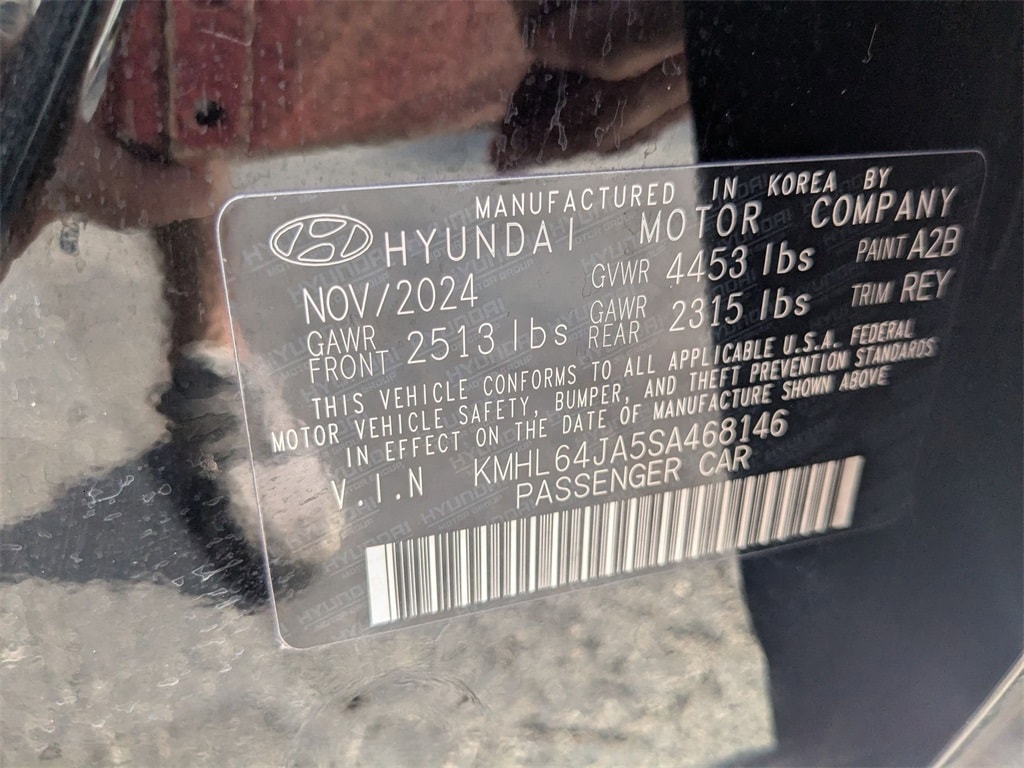 MANUFACTURED IN KOREA BY
HYUNDAI MOTOR COMPANY
NOV/2024 GVWR 4453 lbs PAINT A2B
GAWR FRONT 2513 lbs GAWR REAR 2315 lbs TRIM REY
THIS VEHICLE CONFORMS TO ALL APPLICABLE U.S.A. FEDERAL
MOTOR VEHICLE SAFETY, BUMPER, AND THEFT PREVENTION STANDARDS
IN EFFECT ON THE DATE OF MANUFACTURE SHOWN ABOVE
V.I.N KMHL64JA5SA468146
PASSENGER CAR